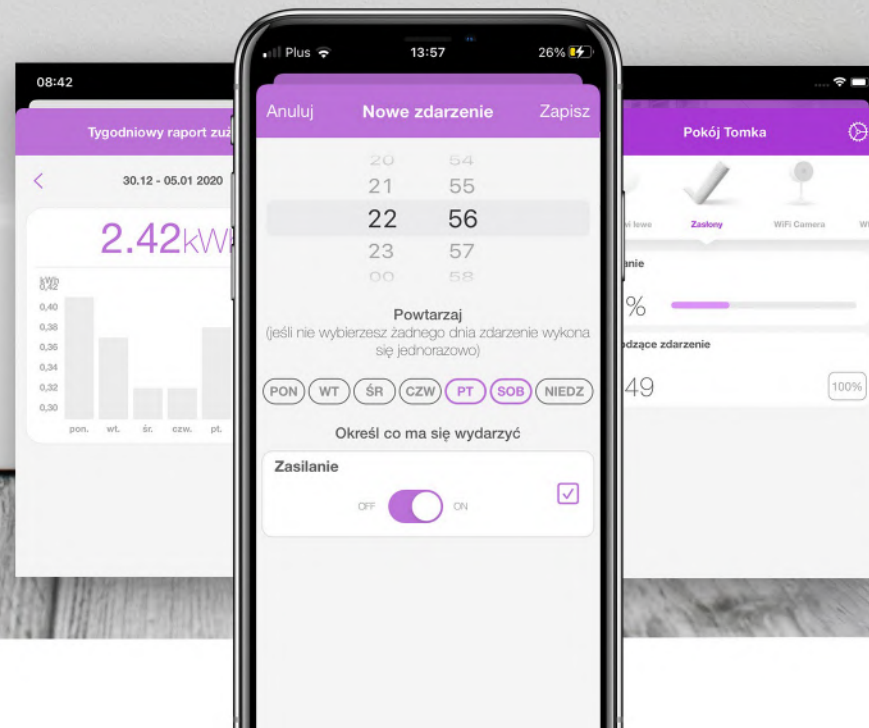 08:42
Tygodniowy raport zuż
30.12 - 05.01 2020
2.42kWh
kWh
0,42
0,40
0,38
0,36
0,34
0,32
0,30
pon. wt. śr. czw. pt.
Plus 13:57 26%
Anuluj Nowe zdarzenie Zapisz
20 54
21 55
22 56
23 57
00 58
Powtarzaj
(jeśli nie wybierzesz żadnego dnia zdarzenie wykona
się jednorazowo)
PON WT ŚR CZW PT SOB NIEDZ
Określ co ma się wydarzyć
Zasilanie
OFF ON
Pokój Tomka
lewe Zasłony WiFi Camera
anie
%
odzące zdarzenie
49 100%